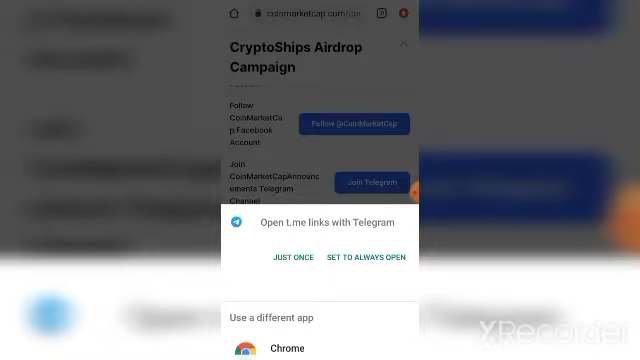 coinmarketcap.com/cur
CryptoShips Airdrop
Campaign
Follow
CoinMarketCa
p Facebook
Account
Follow @CoinMarketCap
Join
CoinMarketCapAnnounc
ements Telegram
Channel
Join Telegram
Open t.me links with Telegram
JUST ONCE
SET TO ALWAYS OPEN
Use a different app
Chrome
XRecorder